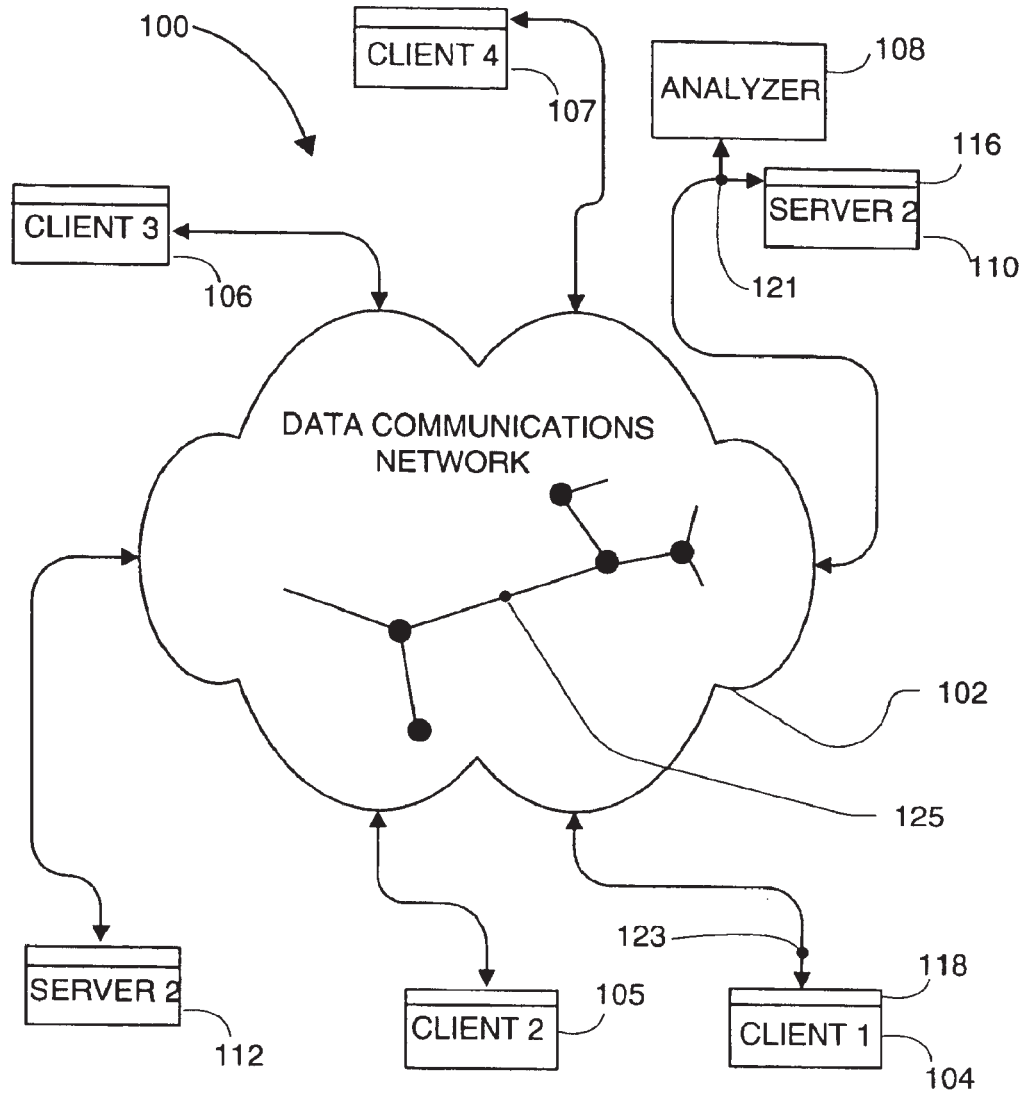 100
CLIENT 4
107
ANALYZER
108
116
SERVER 2
110
121
CLIENT 3
106
DATA COMMUNICATIONS
NETWORK
102
125
123
SERVER 2
112
CLIENT 2
105
118
CLIENT 1
104